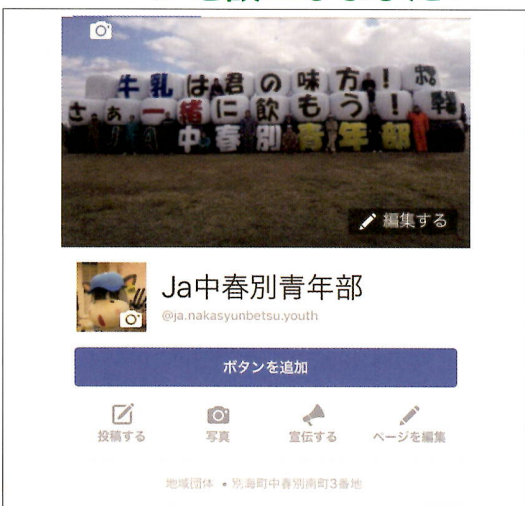 牛乳は君の味方!
さぁ一緒に飲もう!
JA中春別青年部
編集する
Ja中春別青年部
@ja.nakasyunbetsu.youth
ボタンを追加
投稿する 写真 宣伝する ページを編集
地域団体 • 別海町中春別南町3番地